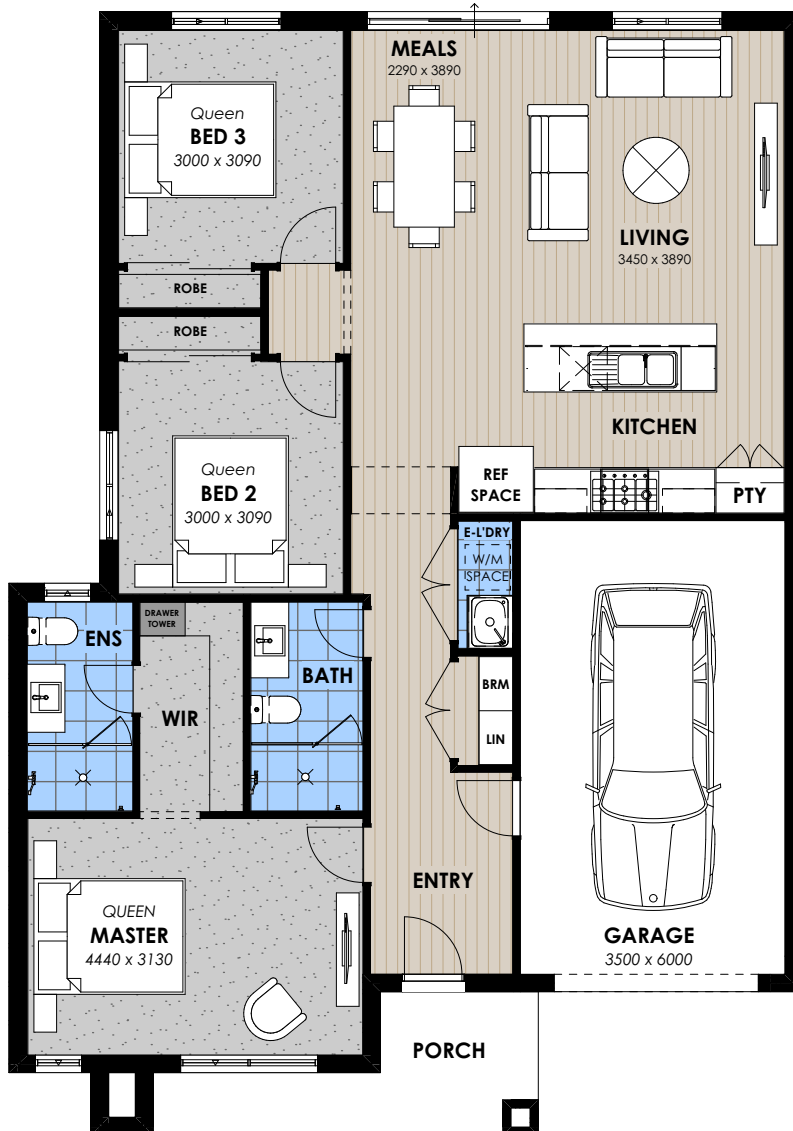 MEALS
2290 x 3890
Queen
BED 3
3000 x 3090
LIVING
3450 x 3890
ROBE
ROBE
KITCHEN
Queen
BED 2
3000 x 3090
REF
SPACE
PTY
E-L'DRY
W/M
SPACE
DRAWER
TOWER
ENS
BATH
WIR
BRM
LIN
ENTRY
QUEEN
MASTER
4440 x 3130
GARAGE
3500 x 6000
PORCH